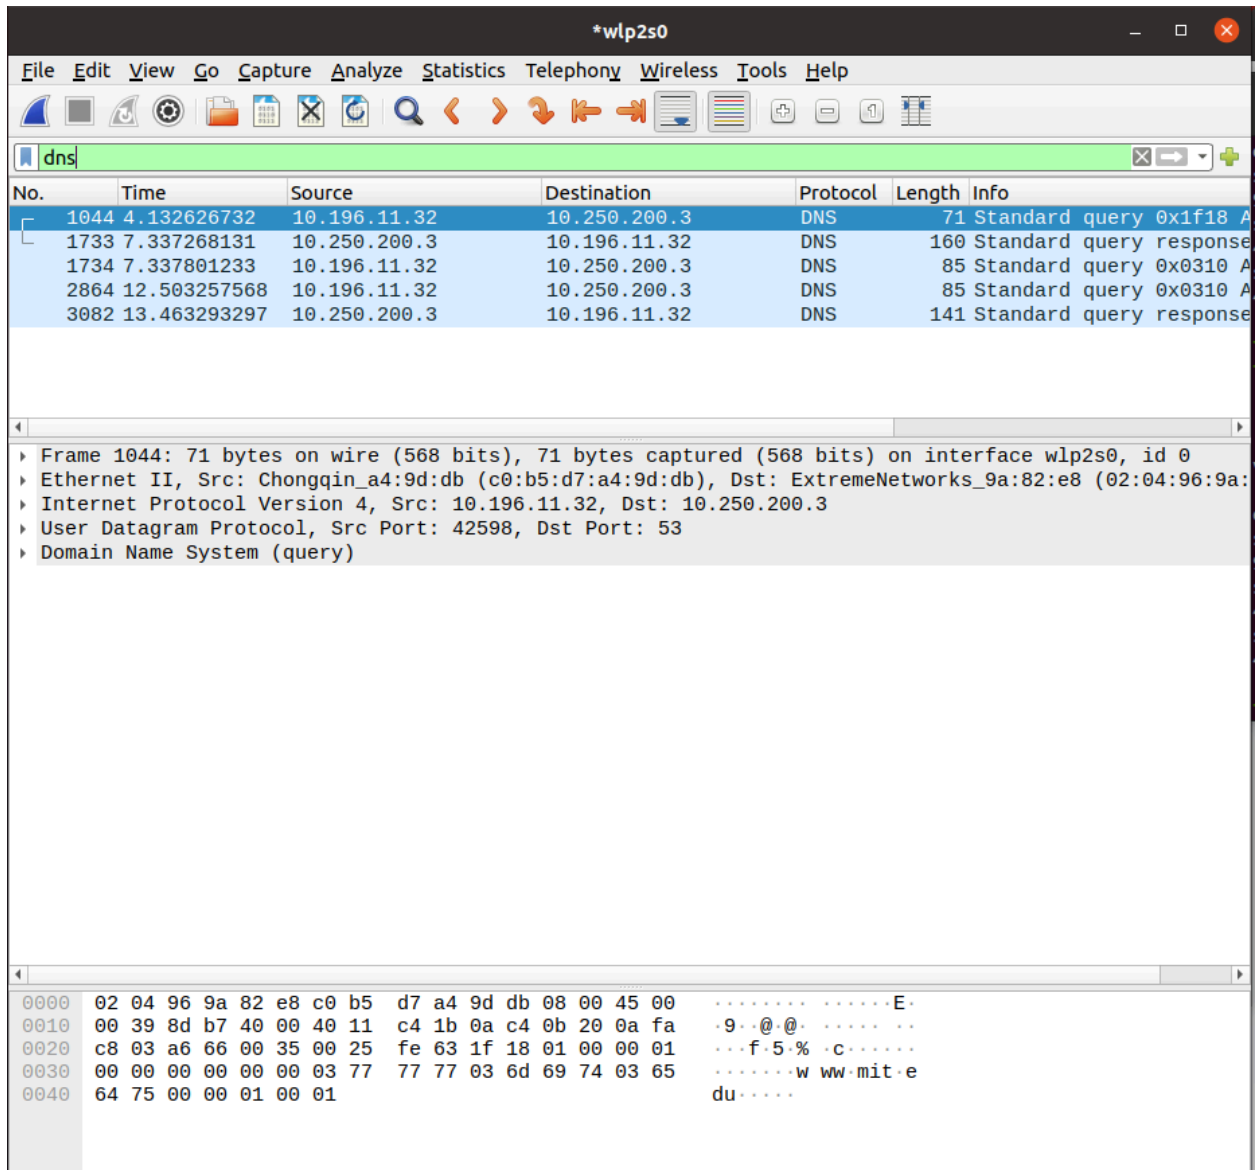 *wlp2s0
File Edit View Go Capture Analyze Statistics Telephony Wireless Tools Help
dns
No. Time Source Destination Protocol Length Info
1044 4.132626732 10.196.11.32 10.250.200.3 DNS 71 Standard query 0x1f18 A
1733 7.337268131 10.250.200.3 10.196.11.32 DNS 160 Standard query response
1734 7.337801233 10.196.11.32 10.250.200.3 DNS 85 Standard query 0x0310 A
2864 12.503257568 10.196.11.32 10.250.200.3 DNS 85 Standard query 0x0310 A
3082 13.463293297 10.250.200.3 10.196.11.32 DNS 141 Standard query response
Frame 1044: 71 bytes on wire (568 bits), 71 bytes captured (568 bits) on interface wlp2s0, id 0
Ethernet II, Src: Chongqin_a4:9d:db (c0:b5:d7:a4:9d:db), Dst: ExtremeNetworks_9a:82:e8 (02:04:96:9a:
Internet Protocol Version 4, Src: 10.196.11.32, Dst: 10.250.200.3
User Datagram Protocol, Src Port: 42598, Dst Port: 53
Domain Name System (query)
0000 02 04 96 9a 82 e8 c0 b5 d7 a4 9d db 08 00 45 00 ········ ······E·
0010 00 39 8d b7 40 00 40 11 c4 1b 0a c4 0b 20 0a fa ·9··@·@· ····· ··
0020 c8 03 a6 66 00 35 00 25 fe 63 1f 18 01 00 00 01 ···f·5·% ·c······
0030 00 00 00 00 00 00 03 77 77 77 03 6d 69 74 03 65 ·······w ww·mit·e
0040 64 75 00 00 01 00 01 du·····